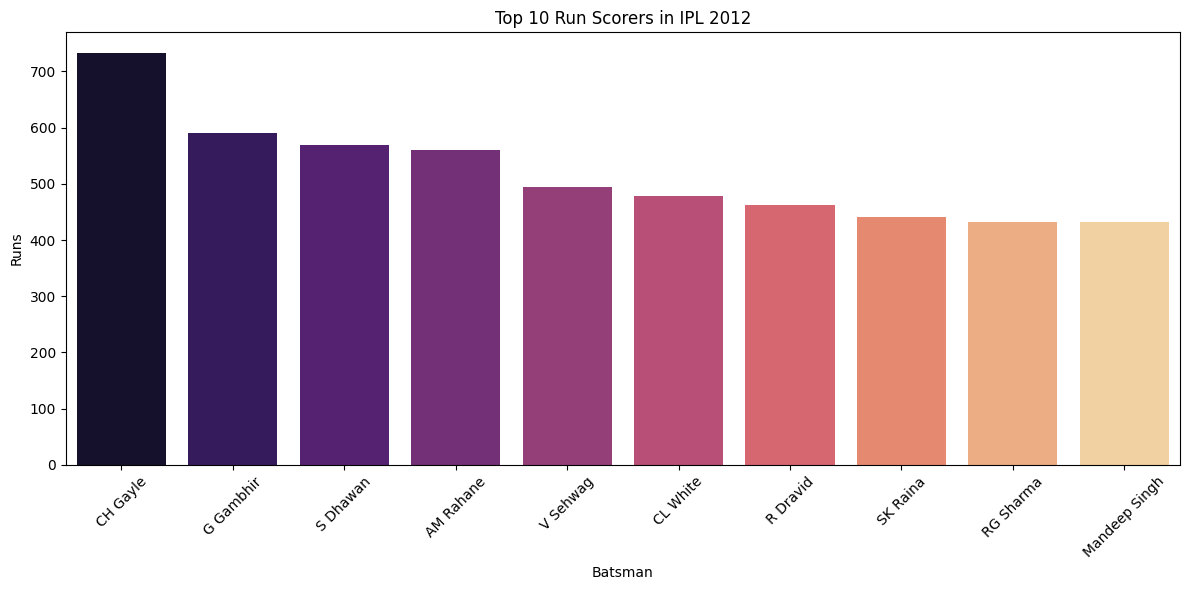 Top 10 Run Scorers in IPL 2012
Runs
700
600
500
400
300
200
100
0
CH Gayle
G Gambhir
S Dhawan
AM Rahane
V Sehwag
CL White
R Dravid
SK Raina
RG Sharma
Mandeep Singh
Batsman